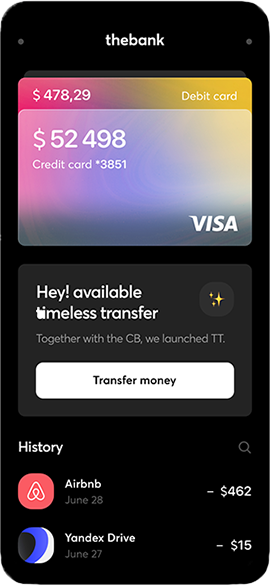 thebank
$ 478,29 Debit card
$ 52 498
Credit card *3851
VISA
Hey! available
timeless transfer
Together with the CB, we launched TT.
Transfer money
History
Airbnb
– $462
June 28
Yandex Drive
– $15
June 27